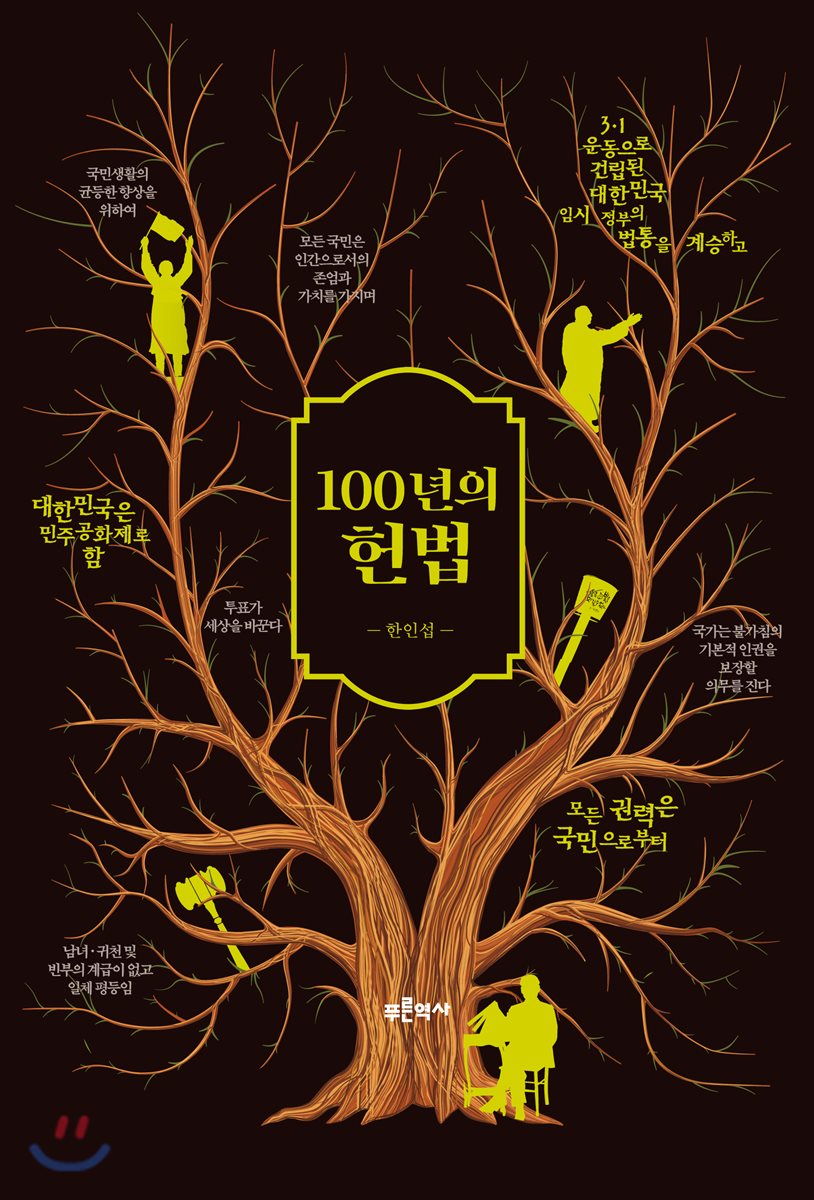 3·1
운동으로
건립된
대한민국
임시 정부의
법통을 계승하고
국민생활의
균등한 향상을
위하여
모든 국민은
인간으로서의
존엄과
가치를 가지며
100년의
헌법
– 한인섭 –
대한민국은
민주공화제로
함
투표가
세상을 바꾼다
국가는 불가침의
기본적 인권을
보장할
의무를 진다
모든 권력은
국민으로부터
남녀·귀천 및
빈부의 계급이 없고
일체 평등임
푸른역사